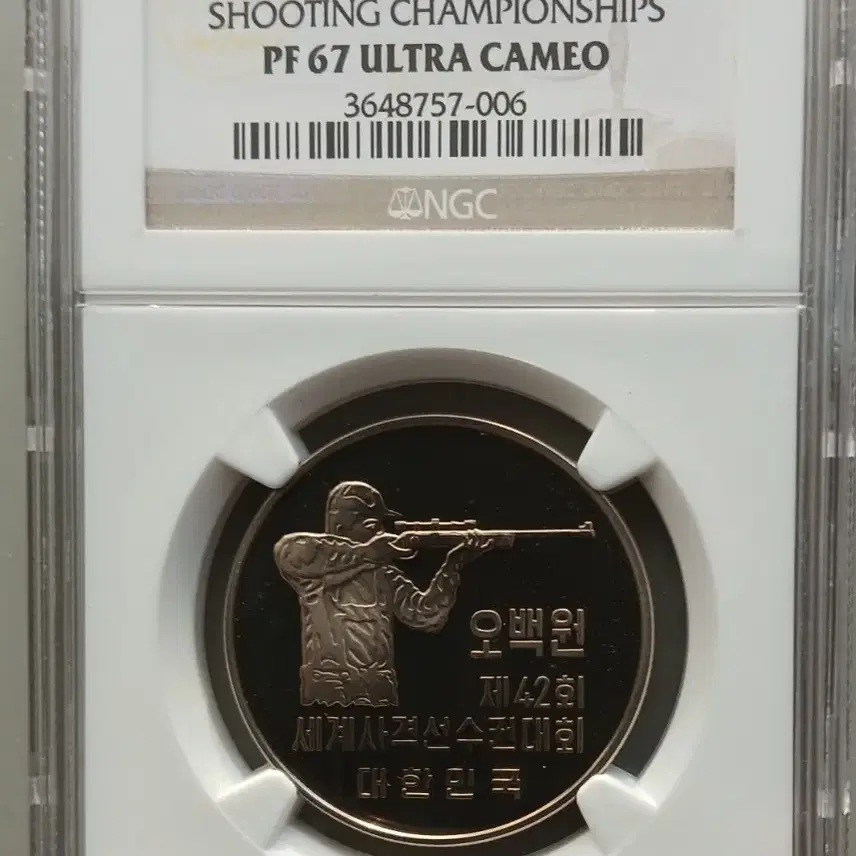 SHOOTING CHAMPIONSHIPS
PF 67 ULTRA CAMEO
3648757-006
NGC
오백원
제42회
세계사격선수권대회
대한민국